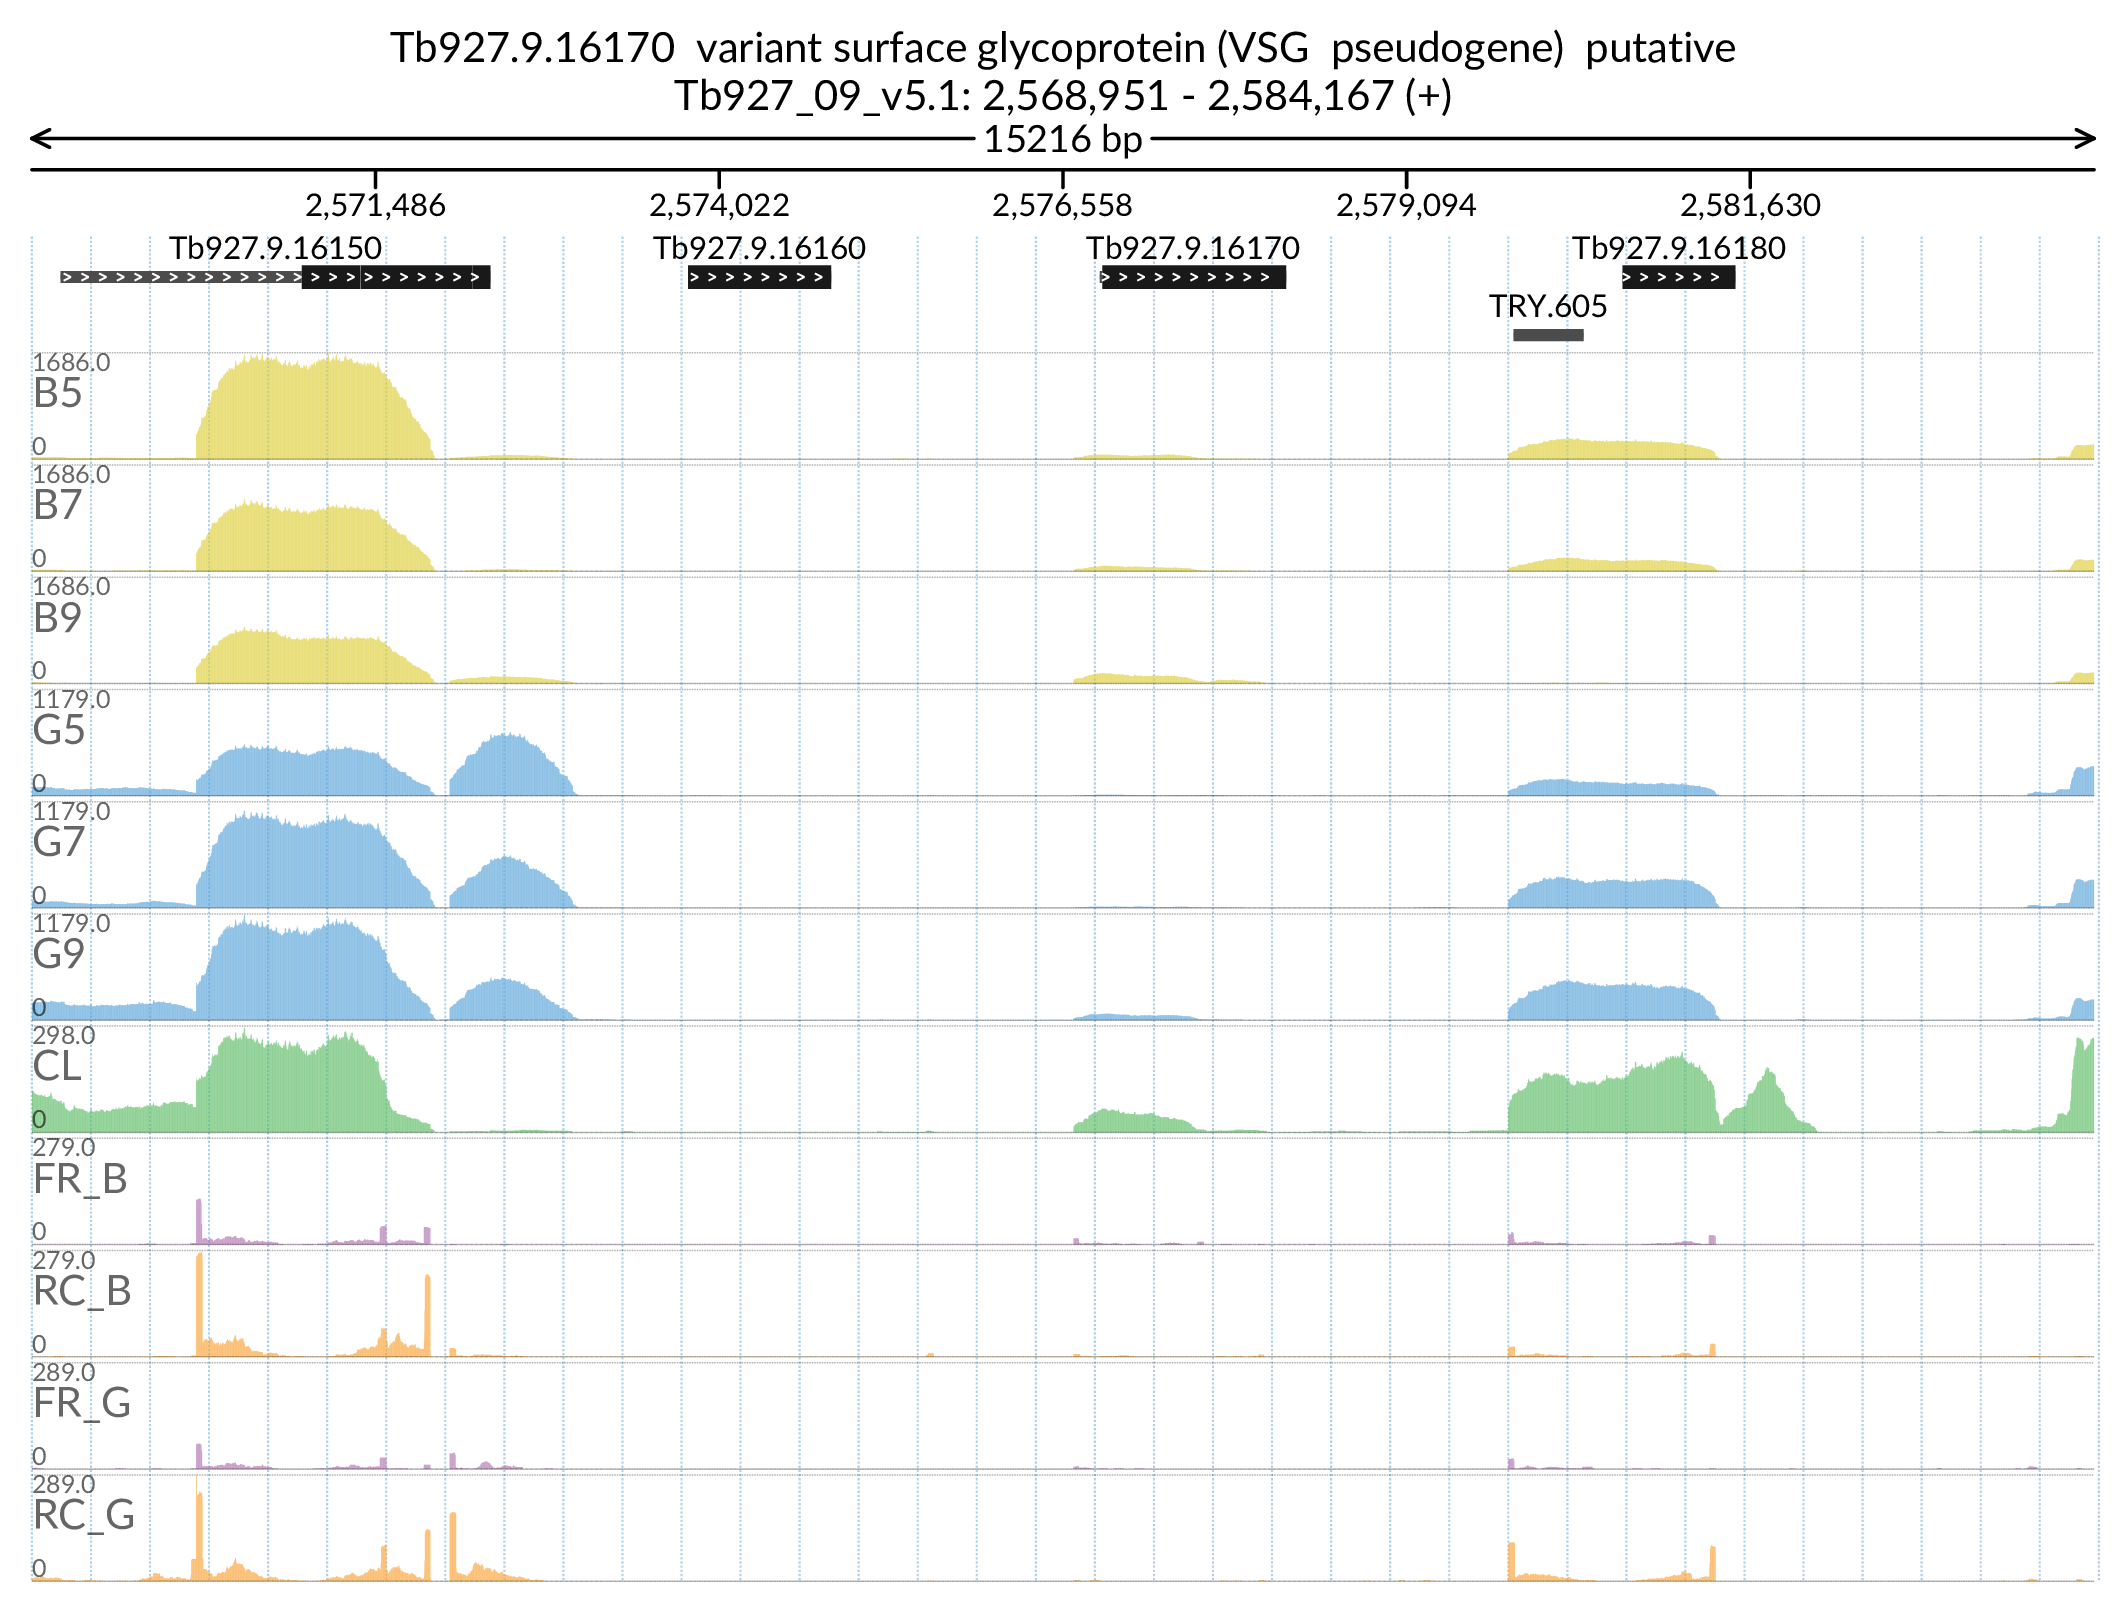 Tb927.9.16170 variant surface glycoprotein (VSG pseudogene) putative
Tb927_09_v5.1: 2,568,951 - 2,584,167 (+)
15216 bp
2,571,486 2,574,022 2,576,558 2,579,094 2,581,630
Tb927.9.16150 Tb927.9.16160 Tb927.9.16170 Tb927.9.16180
TRY.605
1686.0
B5
0
1686.0
B7
0
1686.0
B9
0
1179.0
G5
0
1179.0
G7
0
1179.0
G9
0
298.0
CL
0
279.0
FR_B
0
279.0
RC_B
0
289.0
FR_G
0
289.0
RC_G
0